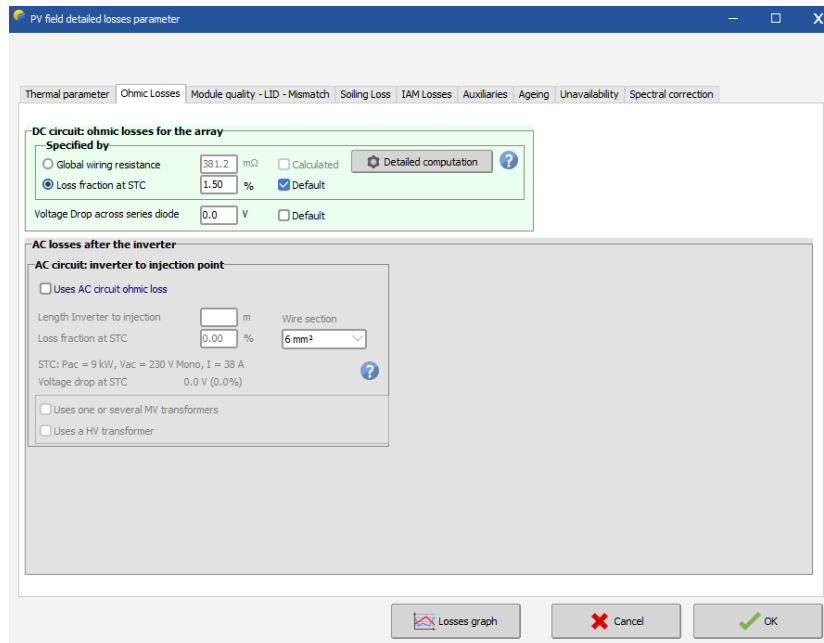 PV field detailed losses parameter
Thermal parameter Ohmic Losses Module quality - LID - Mismatch Soiling Loss IAM Losses Auxiliaries Ageing Unavailability Spectral correction
DC circuit: ohmic losses for the array
Specified by
Global wiring resistance 381.2 mΩ Calculated Detailed computation ?
Loss fraction at STC 1.50 % Default
Voltage Drop across series diode 0.0 V Default
AC losses after the inverter
AC circuit: inverter to injection point
Uses AC circuit ohmic loss
Length Inverter to injection m Wire section
Loss fraction at STC 0.00 % 6 mm²
STC: Pac = 9 kW, Vac = 230 V Mono, I = 38 A
?
Voltage drop at STC 0.0 V (0.0%)
Uses one or several MV transformers
Uses a HV transformer
Losses graph Cancel OK